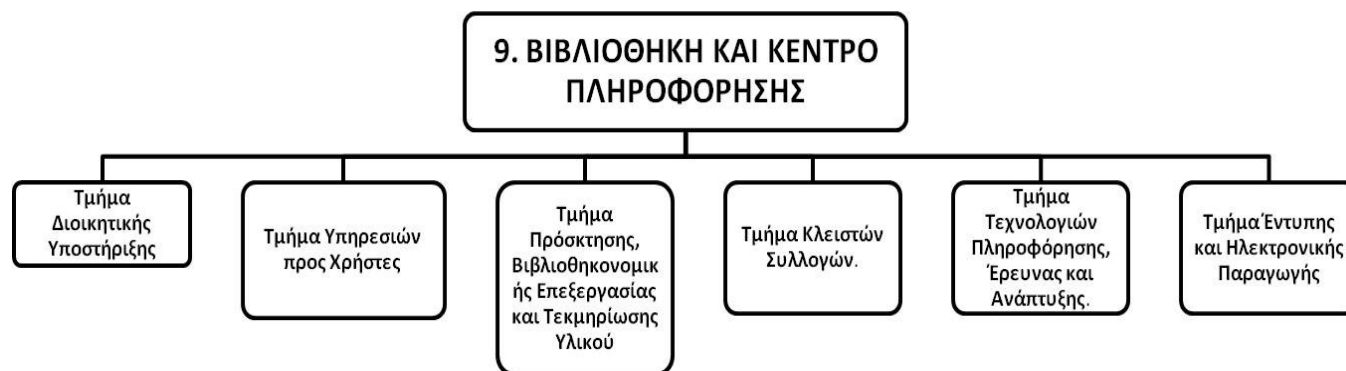 9. ΒΙΒΛΙΟΘΗΚΗ ΚΑΙ ΚΕΝΤΡΟ
ΠΛΗΡΟΦΟΡΗΣΗΣ
Τμήμα
Διοικητικής
Υποστήριξης
Τμήμα Υπηρεσιών
προς Χρήστες
Τμήμα
Πρόσκτησης,
Βιβλιοθηκονομικ
ής Επεξεργασίας
και Τεκμηρίωσης
Υλικού
Τμήμα Κλειστών
Συλλογών.
Τμήμα
Τεχνολογιών
Πληροφόρησης,
Έρευνας και
Ανάπτυξης.
Τμήμα Έντυπης
και Ηλεκτρονικής
Παραγωγής